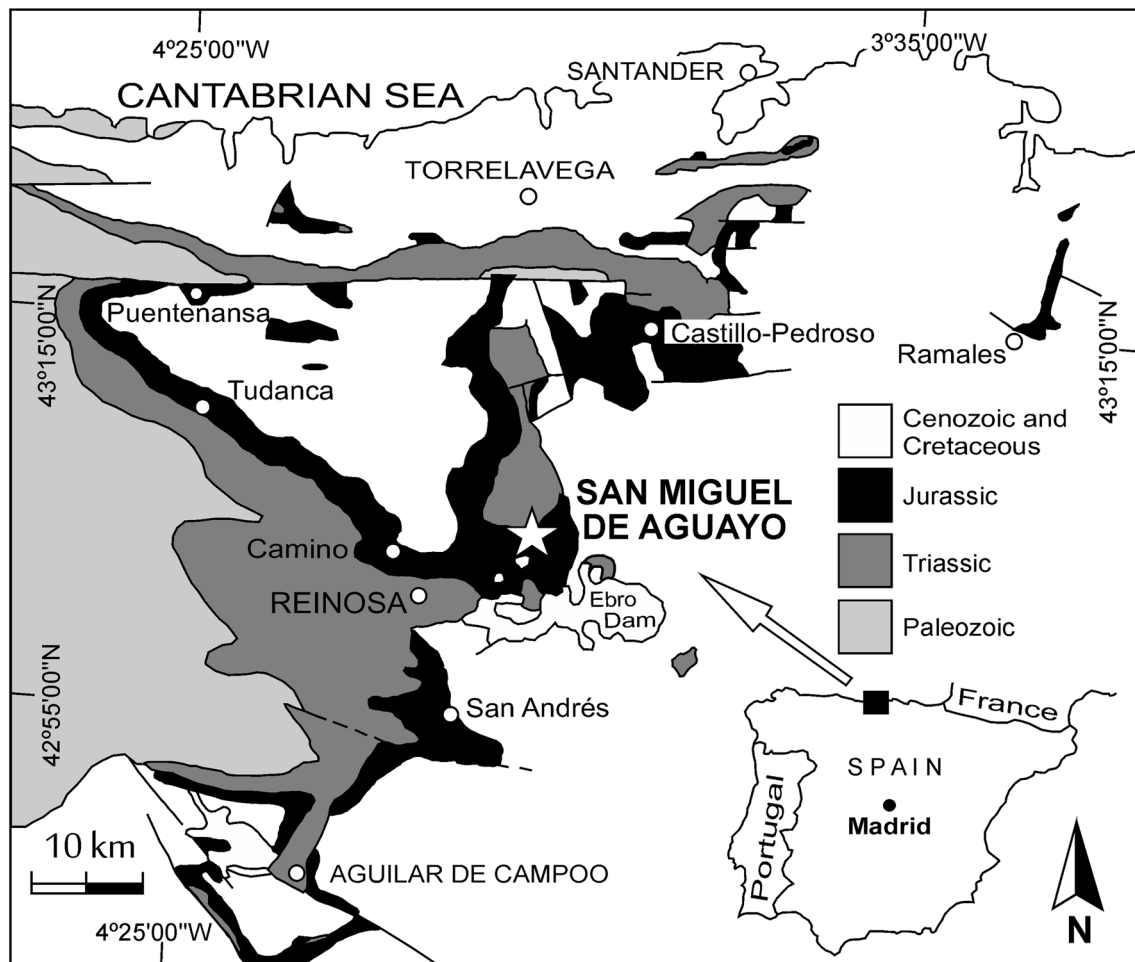 4º25'00"W
3º35'00"W
SANTANDER
CANTABRIAN SEA
TORRELAVEGA
Puentenansa
43º15'00"N
Castillo-Pedroso
Ramales
43º15'00"N
Tudanca
Cenozoic and
Cretaceous
Jurassic
Triassic
Paleozoic
SAN MIGUEL
DE AGUAYO
Camino
REINOSA
Ebro
Dam
42º55'00"N
San Andrés
France
SPAIN
Madrid
Portugal
10 km
AGUILAR DE CAMPOO
4º25'00"W
N